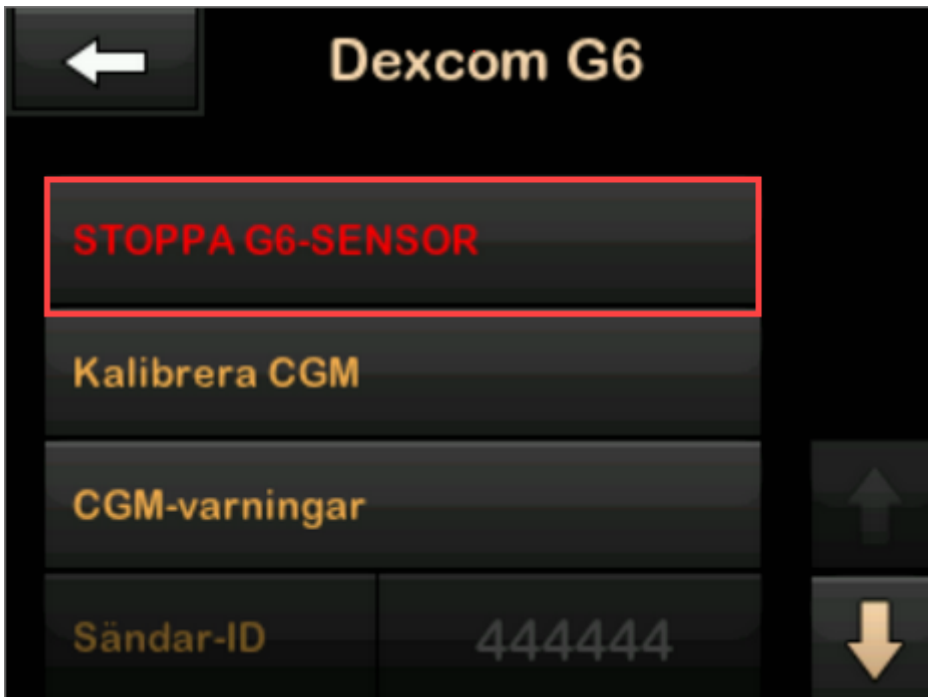 Dexcom G6
STOPPA G6-SENSOR
Kalibrera CGM
CGM-varningar
Sändar-ID 444444